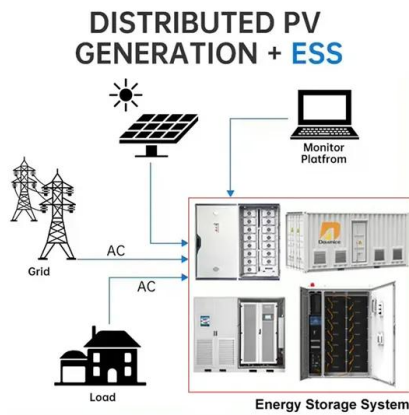 DISTRIBUTED PV
GENERATION + ESS
Monitor
Platfrom
Grid
AC
AC
Load
Energy Storage System